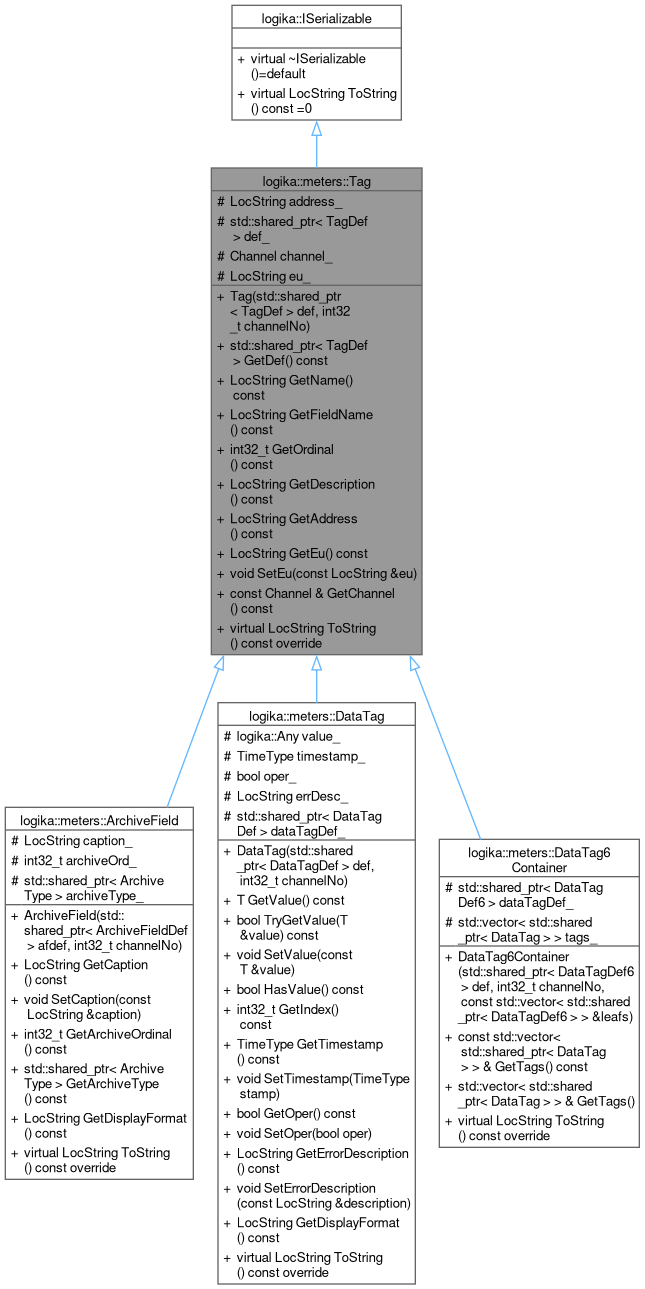 logika::ISerializable
+ virtual ~ISerializable
()=default
+ virtual LocString ToString
() const =0
logika::meters::Tag
# LocString address_
# std::shared_ptr< TagDef
> def_
# Channel channel_
# LocString eu_
+ Tag(std::shared_ptr
< TagDef > def, int32
_t channelNo)
+ std::shared_ptr< TagDef
> GetDef() const
+ LocString GetName()
const
+ LocString GetFieldName
() const
+ int32_t GetOrdinal
() const
+ LocString GetDescription
() const
+ LocString GetAddress
() const
+ LocString GetEu() const
+ void SetEu(const LocString &eu)
+ const Channel & GetChannel
() const
+ virtual LocString ToString
() const override
logika::meters::ArchiveField
# LocString caption_
# int32_t archiveOrd_
# std::shared_ptr< Archive
Type > archiveType_
+ ArchiveField(std::
shared_ptr< ArchiveFieldDef
> afdef, int32_t channelNo)
+ LocString GetCaption
() const
+ void SetCaption(const
LocString &caption)
+ int32_t GetArchiveOrdinal
() const
+ std::shared_ptr< Archive
Type > GetArchiveType
() const
+ LocString GetDisplayFormat
() const
+ virtual LocString ToString
() const override
logika::meters::DataTag
# logika::Any value_
# TimeType timestamp_
# bool oper_
# LocString errDesc_
# std::shared_ptr< DataTag
Def > dataTagDef_
+ DataTag(std::shared
_ptr< DataTagDef > def,
int32_t channelNo)
+ T GetValue() const
+ bool TryGetValue(T
&value) const
+ void SetValue(const
T &value)
+ bool HasValue() const
+ int32_t GetIndex()
const
+ TimeType GetTimestamp
() const
+ void SetTimestamp(TimeType
stamp)
+ bool GetOper() const
+ void SetOper(bool oper)
+ LocString GetErrorDescription
() const
+ void SetErrorDescription
(const LocString &description)
+ LocString GetDisplayFormat
() const
+ virtual LocString ToString
() const override
logika::meters::DataTag6
Container
# std::shared_ptr< DataTag
Def6 > dataTagDef_
# std::vector< std::shared
_ptr< DataTag > > tags_
+ DataTag6Container
(std::shared_ptr< DataTagDef6
> def, int32_t channelNo,
const std::vector< std::shared
_ptr< DataTagDef6 > > &leafs)
+ const std::vector<
std::shared_ptr< DataTag
> > & GetTags() const
+ std::vector< std::shared
_ptr< DataTag > > & GetTags()
+ virtual LocString ToString
() const override